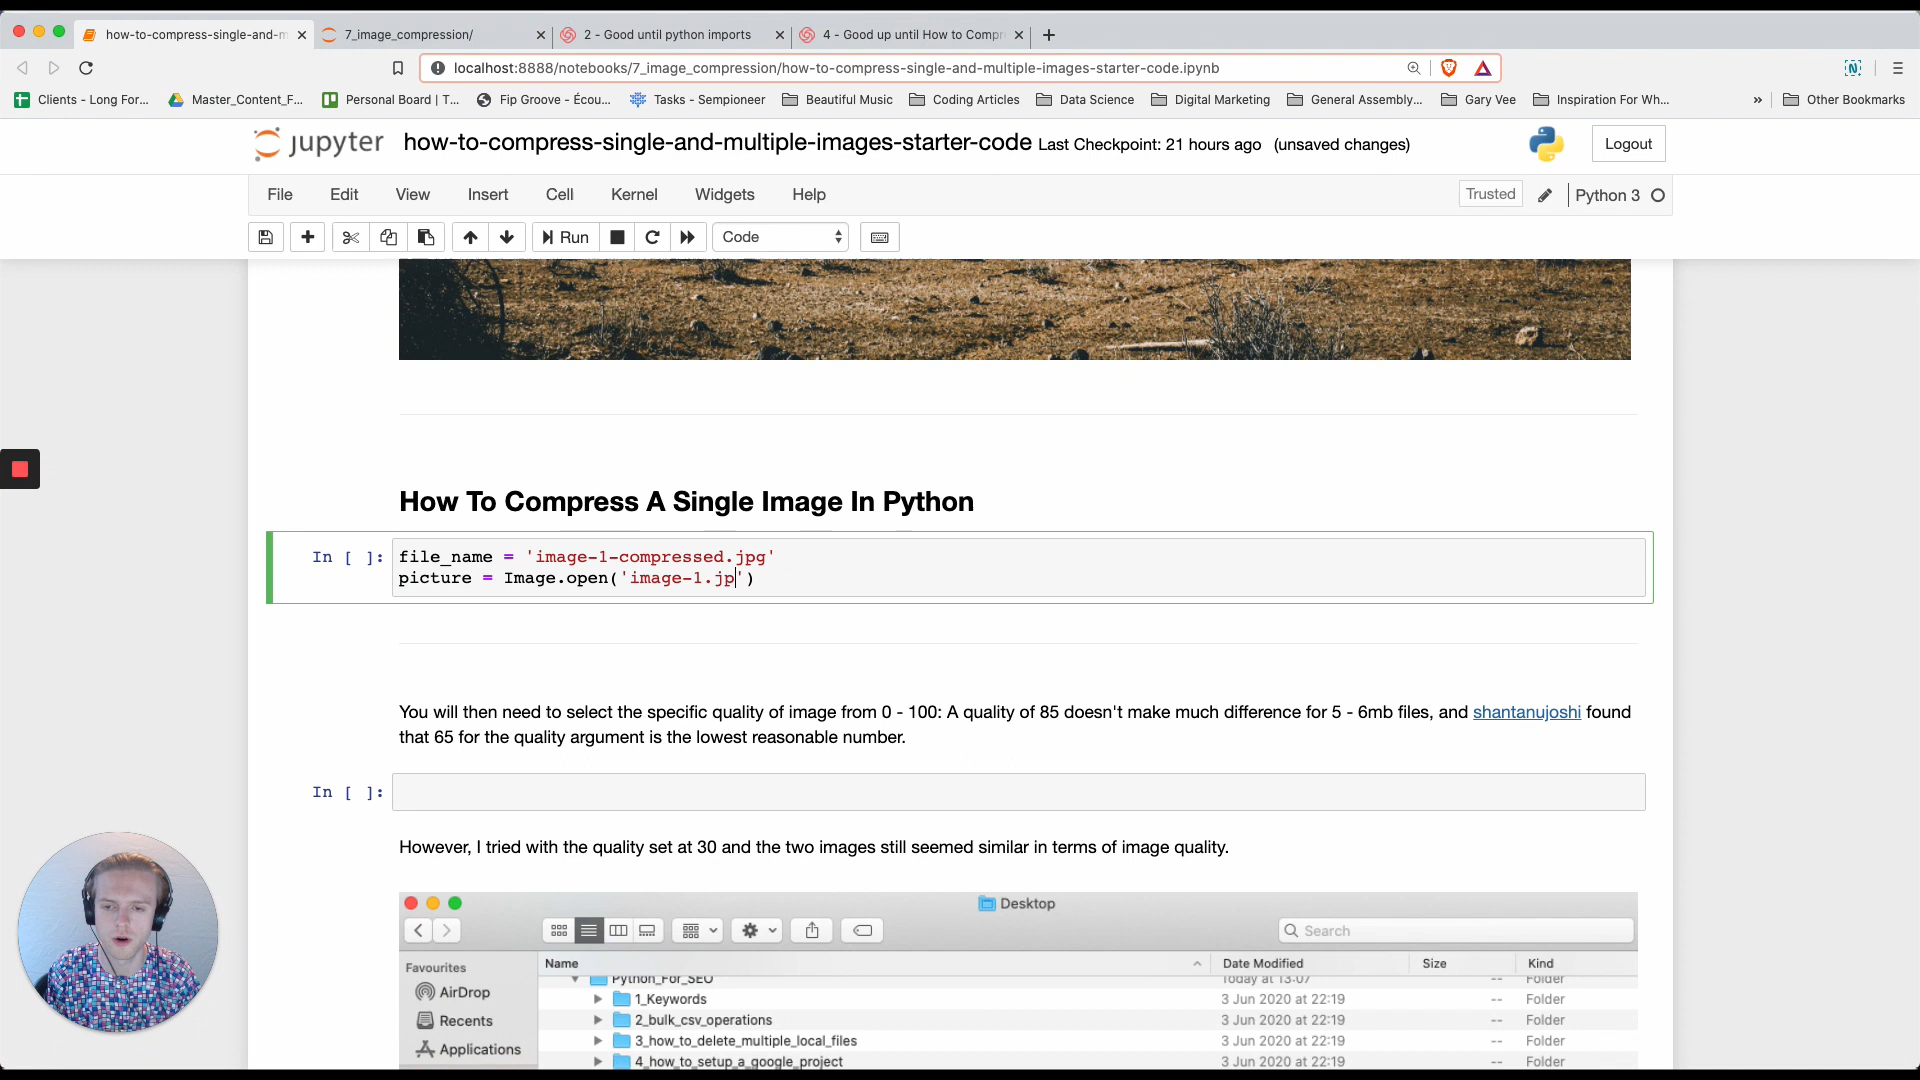 how-to-compress-single-and-m
7_image_compression/
2 - Good until python imports
4 - Good up until How to Compr
localhost:8888/notebooks/7_image_compression/how-to-compress-single-and-multiple-images-starter-code.ipynb
Clients - Long For...
Master_Content_F...
Personal Board | T...
Fip Groove - Écou...
Tasks - Sempioneer
Beautiful Music
Coding Articles
Data Science
Digital Marketing
General Assembly...
Gary Vee
Inspiration For Wh...
»
Other Bookmarks
jupyter how-to-compress-single-and-multiple-images-starter-code Last Checkpoint: 21 hours ago (unsaved changes)
Logout
File Edit View Insert Cell Kernel Widgets Help
Trusted
Python 3
Run
Code
How To Compress A Single Image In Python
In [ ]: file_name = 'image-1-compressed.jpg'
picture = Image.open('image-1.jp')
You will then need to select the specific quality of image from 0 - 100: A quality of 85 doesn't make much difference for 5 - 6mb files, and shantanujoshi found
that 65 for the quality argument is the lowest reasonable number.
In [ ]:
However, I tried with the quality set at 30 and the two images still seemed similar in terms of image quality.
Desktop
Search
Favourites
Name Date Modified Size Kind
Python_For_SEO Today at 13:07 -- Folder
AirDrop
1_Keywords 3 Jun 2020 at 22:19 -- Folder
Recents
2_bulk_csv_operations 3 Jun 2020 at 22:19 -- Folder
3_how_to_delete_multiple_local_files 3 Jun 2020 at 22:19 -- Folder
Applications
4_how_to_setup_a_google_project 3 Jun 2020 at 22:19 -- Folder